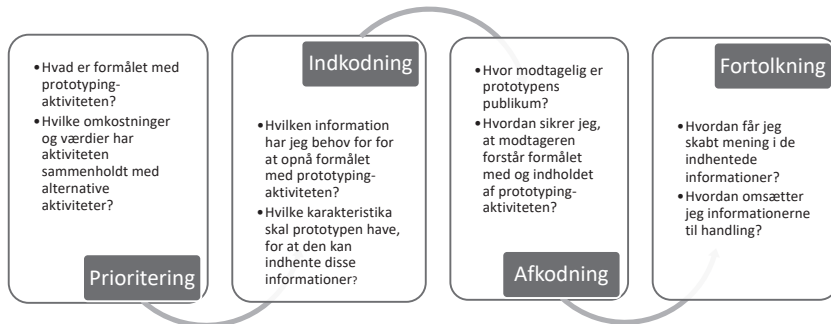 • Hvad er formålet med
prototyping-
aktiviteten?
• Hvilke omkostninger
og værdier har
aktiviteten
sammenholdt med
alternative
aktiviteter?
Prioritering
Indkodning
• Hvilken information
har jeg behov for for
at opnå formålet
med prototyping-
aktiviteten?
• Hvilke karakteristika
skal prototypen have,
for at den kan
indhente disse
informationer?
• Hvor modtagelig er
prototypens
publikum?
• Hvordan sikrer jeg,
at modtageren
forstår formålet
med og indholdet
af prototyping-
aktiviteten?
Afkodning
Fortolkning
• Hvordan får jeg
skabt mening i de
indhentede
informationer?
• Hvordan omsætter
jeg informationerne
til handling?